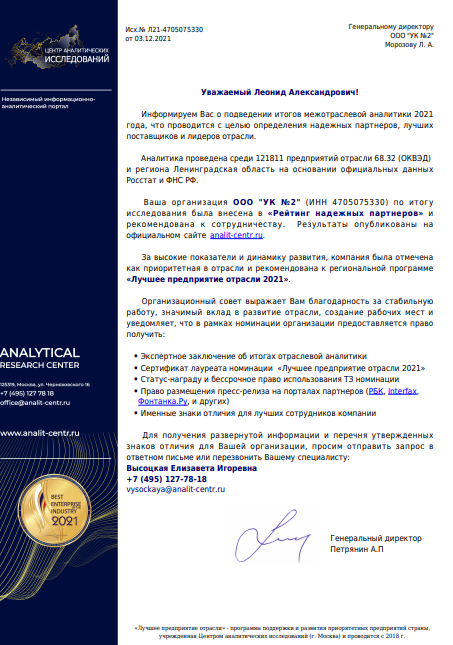 ЦЕНТР АНАЛИТИЧЕСКИХ
ИССЛЕДОВАНИЙ
Независимый информационно-
аналитический портал
Исх.№ Л21-4705075330
от 03.12.2021
Генеральному директору
ООО "УК №2"
Морозову Л. А.
Уважаемый Леонид Александрович!
Информируем Вас о подведении итогов межотраслевой аналитики 2021
года, что проводится с целью определения надежных партнеров, лучших
поставщиков и лидеров отрасли.
Аналитика проведена среди 121811 предприятий отрасли 68.32 (ОКВЭД)
и региона Ленинградская область на основании официальных данных
Росстат и ФНС РФ.
Ваша организация ООО "УК №2" (ИНН 4705075330) по итогу
исследования была внесена в «Рейтинг надежных партнеров» и
рекомендована к сотрудничеству. Результаты опубликованы на
официальном сайте analit-centr.ru.
За высокие показатели и динамику развития, компания была отмечена
как приоритетная в отрасли и рекомендована к региональной программе
«Лучшее предприятие отрасли 2021».
Организационный совет выражает Вам благодарность за стабильную
работу, значимый вклад в развитие отрасли, создание рабочих мест и
уведомляет, что в рамках номинации организации предоставляется право
получить:
• Экспертное заключение об итогах отраслевой аналитики
• Сертификат лауреата номинации «Лучшее предприятие отрасли 2021»
• Статус-награду и бессрочное право использования ТЗ номинации
• Право размещения пресс-релиза на порталах партнеров (РБК, Interfax,
Фонтанка.Ру, и других)
• Именные знаки отличия для лучших сотрудников компании
Для получения развернутой информации и перечня утвержденных
знаков отличия для Вашей организации, просим отправить запрос в
ответном письме или перезвонить Вашему специалисту:
Высоцкая Елизавета Игоревна
+7 (495) 127-78-18
vysockaya@analit-centr.ru
Генеральный директор
Петрянин А.П
ANALYTICAL
RESEARCH CENTER
125319, Москва, ул. Черняховского 16
+7 (495) 127 78 18
office@analit-centr.ru
www.analit-centr.ru
BEST
ENTERPRISE
INDUSTRY
2021
«Лучшее предприятие отрасли» - программа поддержки и развития приоритетных предприятий страны,
учрежденная Центром аналитических исследований (г. Москва) и проводится с 2018 г.